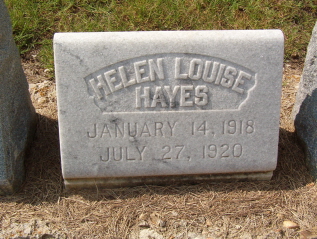 HELEN LOUISE
HAYES
JANUARY 14, 1918
JULY 27, 1920